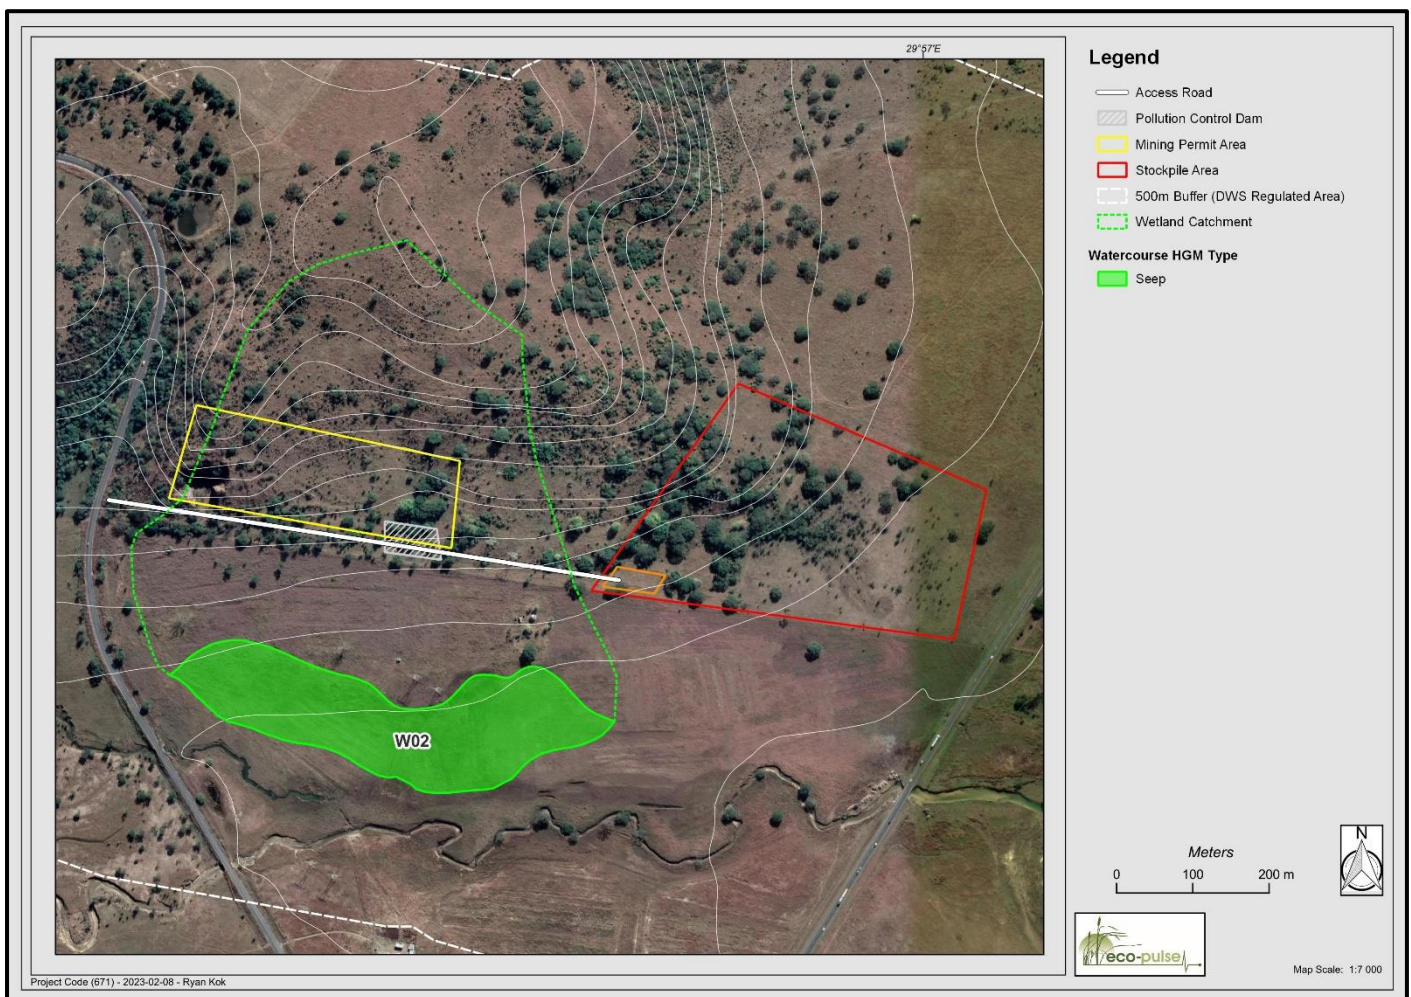 29°57'E
Legend
Access Road
Pollution Control Dam
Mining Permit Area
Stockpile Area
500m Buffer (DWS Regulated Area)
Wetland Catchment
Watercourse HGM Type
Seep
W02
N
Meters
0 100 200 m
eco-pulse
Map Scale: 1:7 000
Project Code (671) - 2023-02-08 - Ryan Kok